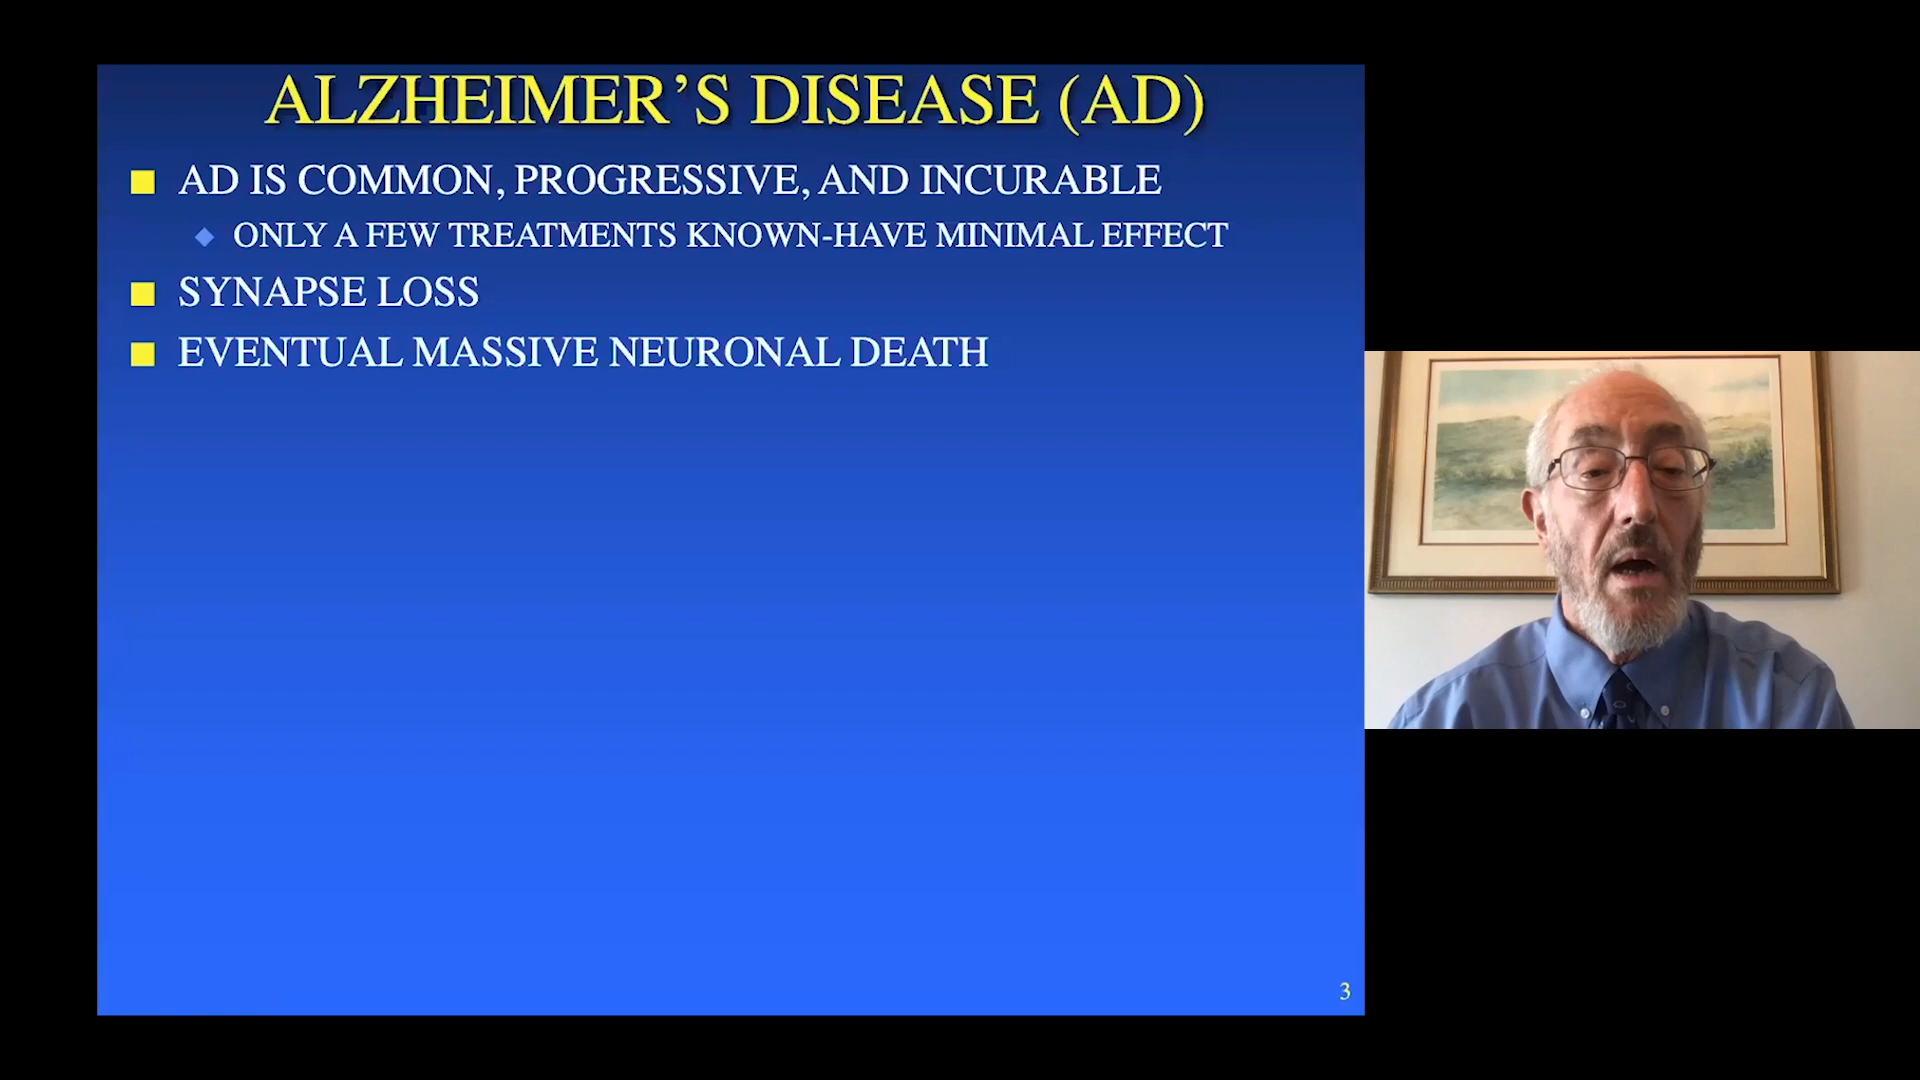 ALZHEIMER’S DISEASE (AD)
AD IS COMMON, PROGRESSIVE, AND INCURABLE
ONLY A FEW TREATMENTS KNOWN-HAVE MINIMAL EFFECT
SYNAPSE LOSS
EVENTUAL MASSIVE NEURONAL DEATH
3